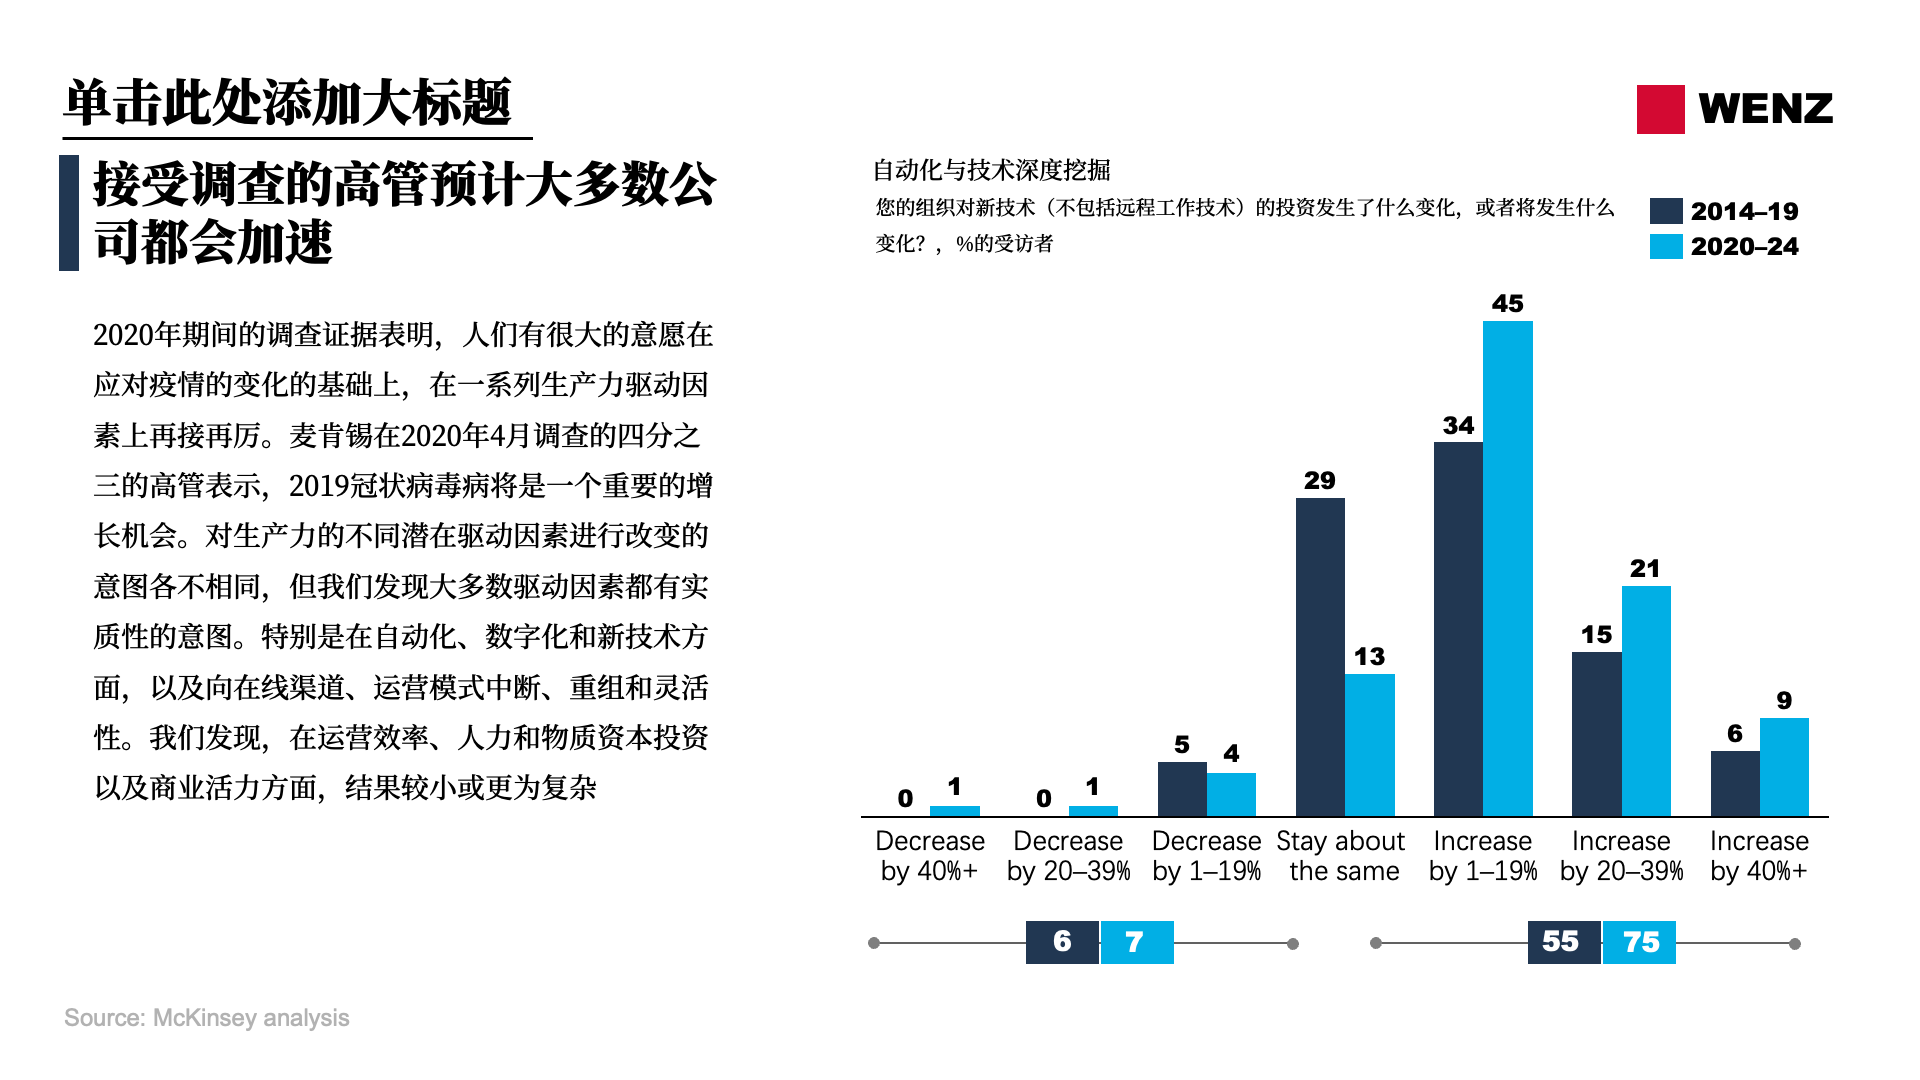 单击此处添加大标题
接受调查的高管预计大多数公
司都会加速
2020年期间的调查证据表明，人们有很大的意愿在
应对疫情的变化的基础上，在一系列生产力驱动因
素上再接再厉。麦肯锡在2020年4月调查的四分之
三的高管表示，2019冠状病毒病将是一个重要的增
长机会。对生产力的不同潜在驱动因素进行改变的
意图各不相同，但我们发现大多数驱动因素都有实
质性的意图。特别是在自动化、数字化和新技术方
面，以及向在线渠道、运营模式中断、重组和灵活
性。我们发现，在运营效率、人力和物质资本投资
以及商业活力方面，结果较小或更为复杂
WENZ
自动化与技术深度挖掘
您的组织对新技术（不包括远程工作技术）的投资发生了什么变化，或者将发生什么
变化？，%的受访者
2014–19
2020–24
0 1 0 1 5 4 29 13 34 45 15 21 6 9
Decrease Decrease Decrease Stay about Increase Increase Increase
by 40%+ by 20–39% by 1–19% the same by 1–19% by 20–39% by 40%+
6 7 55 75
Source: McKinsey analysis